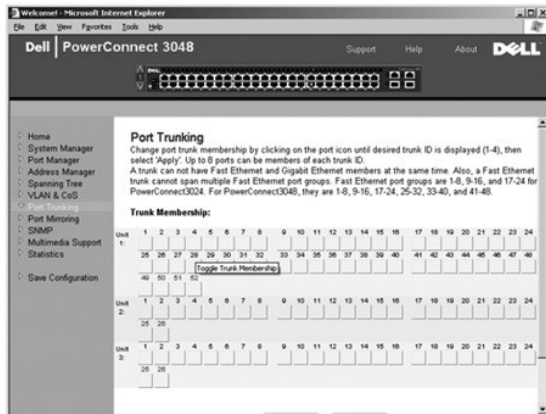 Welcome! - Microsoft Internet Explorer
File Edit View Favorites Tools Help
Dell | PowerConnect 3048
Support Help About DELL
Home
System Manager
Port Manager
Address Manager
Spanning Tree
VLAN & CoS
Port Trunking
Port Mirroring
SNMP
Multimedia Support
Statistics
Save Configuration
Port Trunking
Change port trunk membership by clicking on the port icon until desired trunk ID is displayed (1-4), then
select 'Apply'. Up to 8 ports can be members of each trunk ID.
A trunk can not have Fast Ethernet and Gigabit Ethernet members at the same time. Also, a Fast Ethernet
trunk cannot span multiple Fast Ethernet port groups. Fast Ethernet port groups are 1-8, 9-16, and 17-24 for
PowerConnect3024. For PowerConnect3048, they are 1-8, 9-16, 17-24, 25-32, 33-40, and 41-48.
Trunk Membership:
Unit 1: 1 2 3 4 5 6 7 8 9 10 11 12 13 14 15 16 17 18 19 20 21 22 23 24
25 26 27 28 29 30 31 32 33 34 35 36 37 38 39 40 41 42 43 44 45 46 47 48
Toggle Trunk Membership
49 50 51 52
Unit 2: 1 2 3 4 5 6 7 8 9 10 11 12 13 14 15 16 17 18 19 20 21 22 23 24
25 26
Unit 3: 1 2 3 4 5 6 7 8 9 10 11 12 13 14 15 16 17 18 19 20 21 22 23 24
25 26